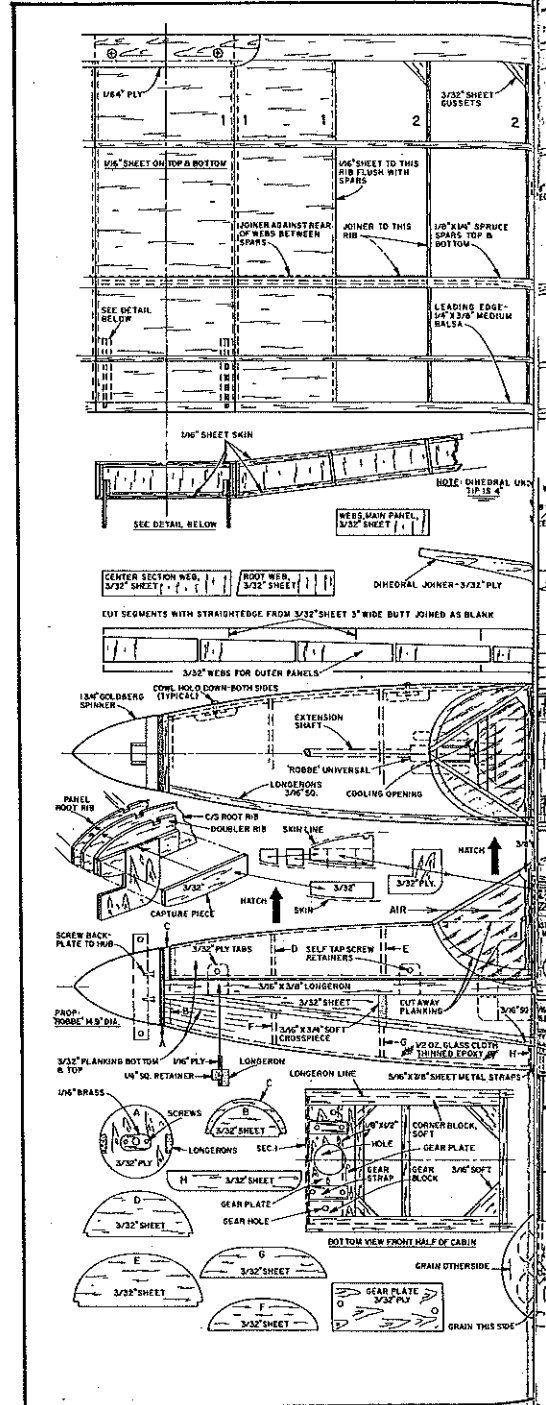 1/64" PLY
3/32" SHEET
GUSSETS
1
1
1
2
2
1/16" SHEET ON TOP & BOTTOM
1/16" SHEET TO THIS
RIB FLUSH WITH
SPARS
JOINER AGAINST REAR
OF WEBS BETWEEN
SPARS
JOINER TO THIS
RIB
1/8" X 1/4" SPRUCE
SPARS TOP &
BOTTOM
SEE DETAIL
BELOW
LEADING EDGE-
1/4" X 3/8" MEDIUM
BALSA
1/16" SHEET SKIN
NOTE: DIHEDRAL
TIP IS 4"
SEE DETAIL BELOW
WEBS, MAIN PANEL,
3/32" SHEET
CENTER SECTION WEB,
3/32" SHEET
ROOT WEB,
3/32" SHEET
DIHEDRAL JOINER-3/32" PLY
CUT SEGMENTS WITH STRAIGHTEDGE FROM 3/32" SHEET 3" WIDE BUTT JOINED AS BLANK
3/32" WEBS FOR OUTER PANELS
COWL HOLD DOWN-BOTH SIDES
(TYPICAL)
1 3/4" GOLDBERG
SPINNER
EXTENSION
SHAFT
'ROBBE' UNIVERSAL
LONGERONS
3/16" SQ.
COOLING OPENING
PANEL
ROOT RIB
C/S ROOT RIB
DOUBLER RIB
SKIN LINE
HATCH
3/32"
3/32"
3/32" PLY
CAPTURE PIECE
HATCH
SKIN
AIR
SCREW BACK-
PLATE TO HUB
C
3/32" PLY TABS
D
SELF TAP SCREW
RETAINERS
E
3/16" X 3/8" LONGERON
3/32" SHEET
CUTAWAY
PLANKING
3/16" SQ
PROP:
'ROBBE' 14.5" DIA.
B
F
3/16" X 3/4" SOFT
CROSSPIECE
G
1/2 OZ. GLASS CLOTH
THINNED EPOXY
H
A
3/32" PLANKING BOTTOM
& TOP
1/16" PLY
LONGERON
1/4" SQ. RETAINER
5/16" X 7/8" SHEET METAL STRAPS
1/16" BRASS
A
SCREWS
LONGERONS
3/32" PLY
C
B
3/32" SHEET
LONGERON LINE
SEC.
1/8" X 1/2"
HOLE
CORNER BLOCK,
SOFT
GEAR PLATE
GEAR
STRAP
GEAR
BLOCK
3/16" SOFT
H
3/32" SHEET
GEAR PLATE
GEAR HOLE
BOTTOM VIEW FRONT HALF OF CABIN
D
3/32" SHEET
E
3/32" SHEET
G
3/32" SHEET
F
3/32" SHEET
GEAR PLATE
3/32" PLY
GRAIN OTHERSIDE
GRAIN THIS SIDE